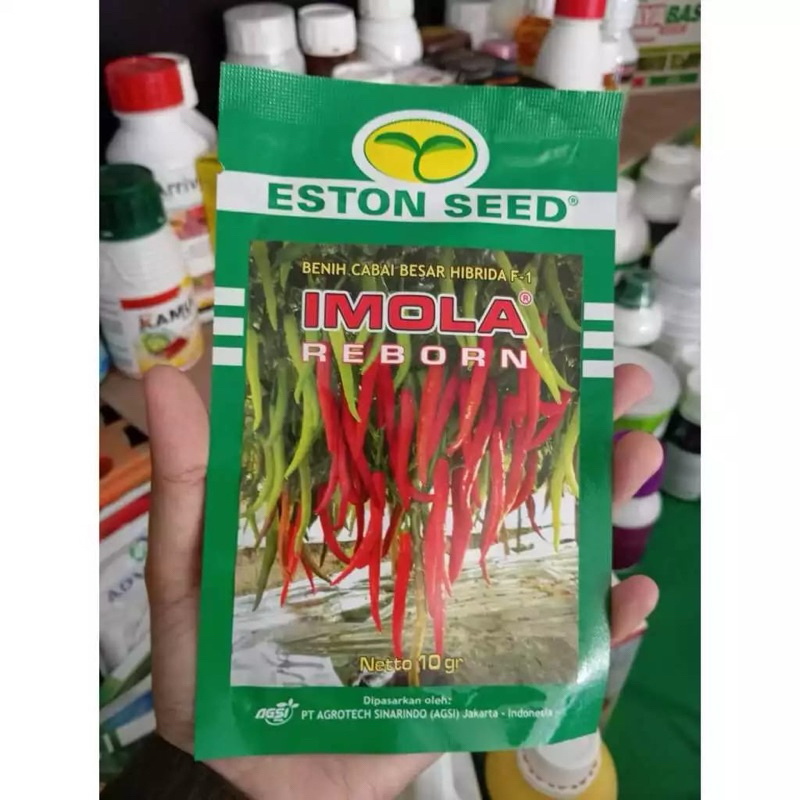 ESTON SEED®
BENIH CABAI BESAR HIBRIDA F-1
IMOLA®
REBORN
Netto 10 gr
Dipasarkan oleh:
AGSI
PT AGROTECH SINARINDO (AGSI) Jakarta - Indonesia
BAS